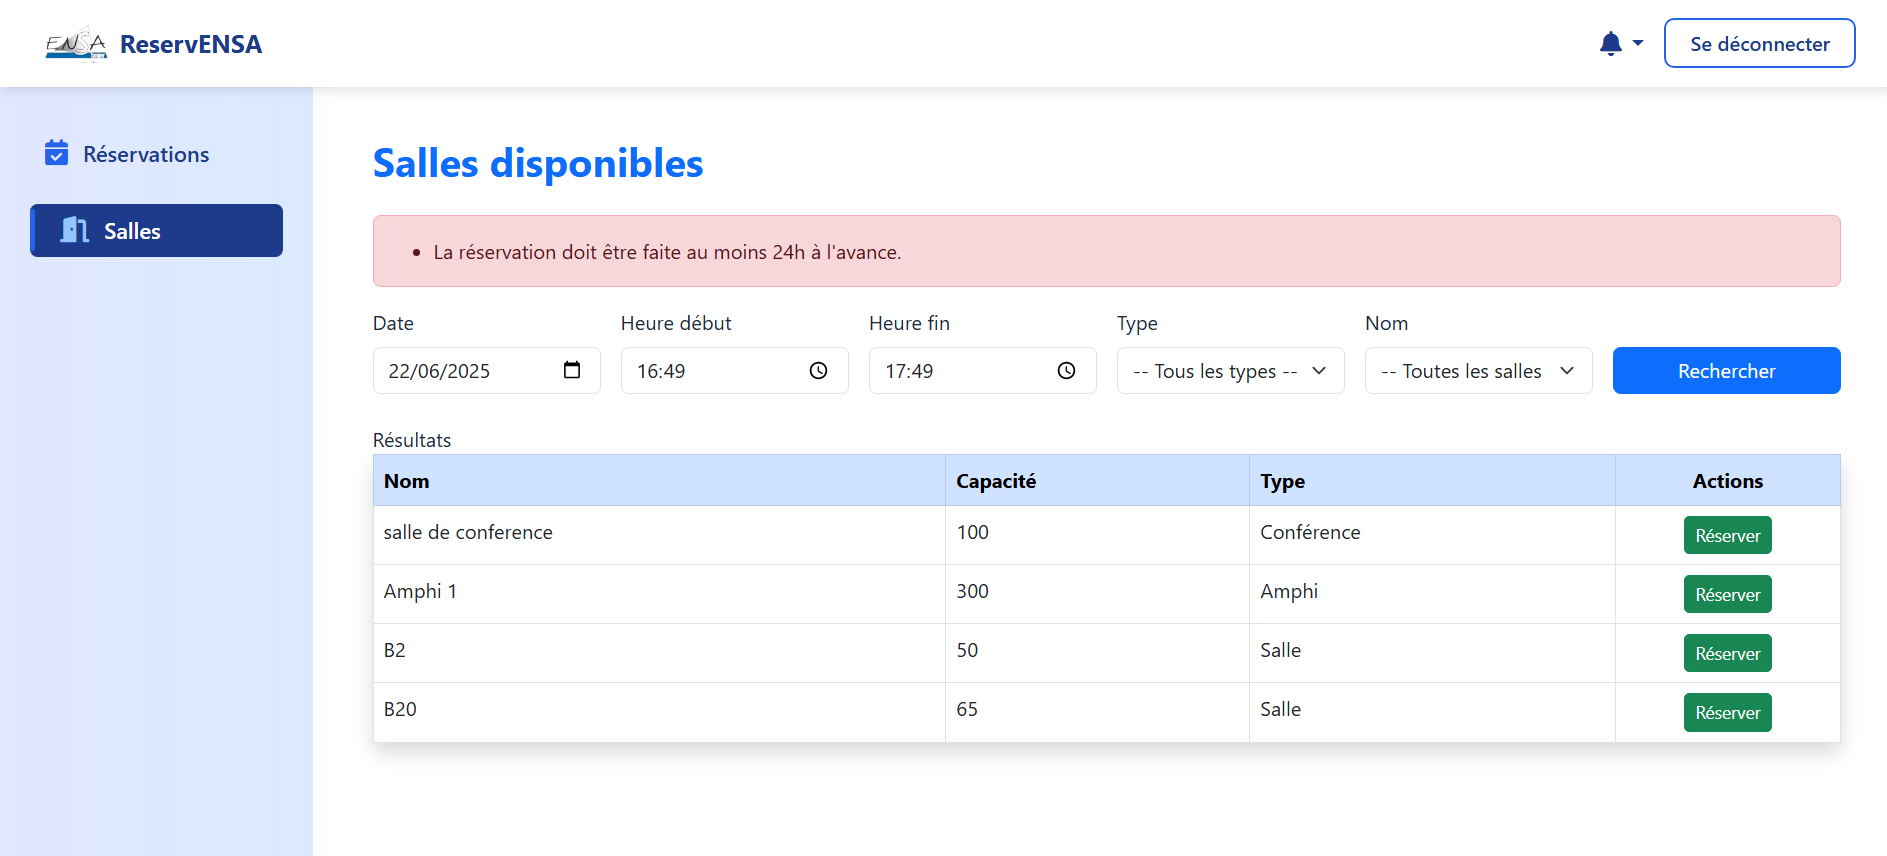 ENSA ReservENSA
Se déconnecter
Réservations
Salles
Salles disponibles
La réservation doit être faite au moins 24h à l'avance.
Date Heure début Heure fin Type Nom
22/06/2025 16:49 17:49 -- Tous les types -- -- Toutes les salles Rechercher
Résultats
Nom Capacité Type Actions
salle de conference 100 Conférence Réserver
Amphi 1 300 Amphi Réserver
B2 50 Salle Réserver
B20 65 Salle Réserver